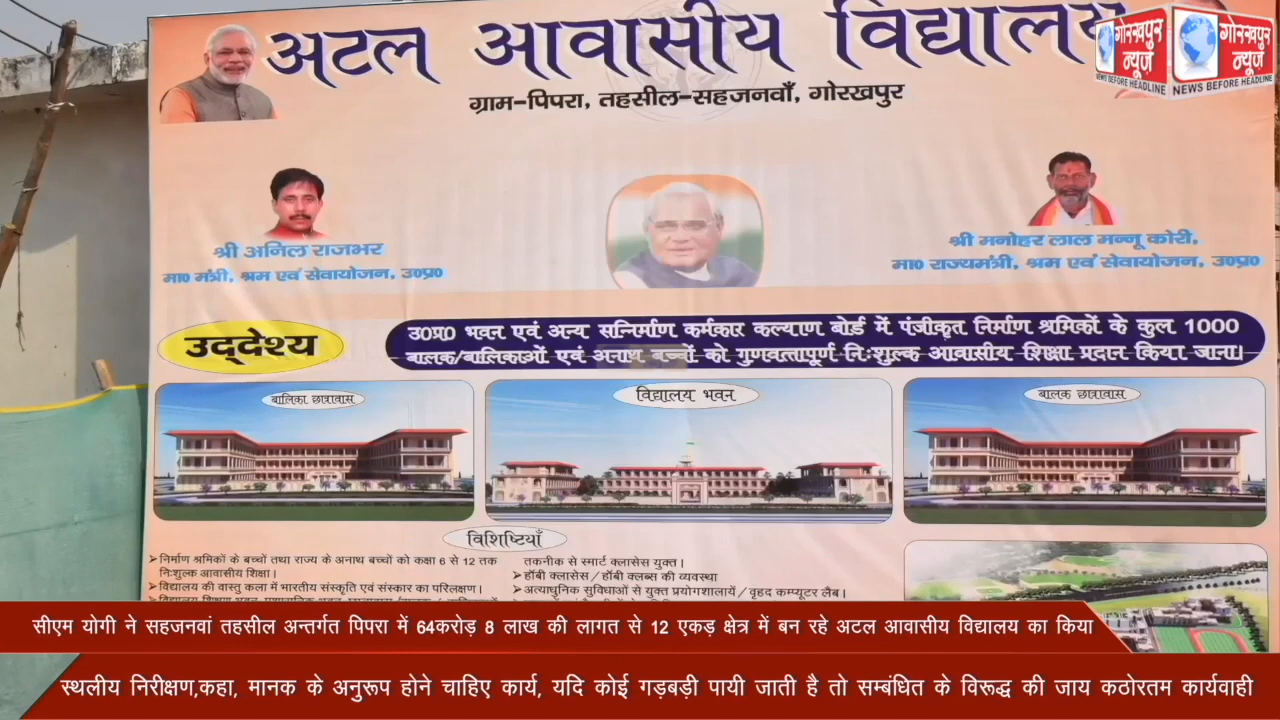 अटल आवासीय विद्यालय
गोरखपुर
न्यूज़
NEWS BEFORE HEADLINE
गोरखपुर
न्यूज़
NEWS BEFORE HEADLINE
ग्राम-पिपरा, तहसील-सहजनवाँ, गोरखपुर
श्री अनिल राजभर
मा० मंत्री, श्रम एवं सेवायोजन, उ०प्र०
श्री मनोहर लाल मन्नू कोरी,
मा० राज्यमंत्री, श्रम एवं सेवायोजन, उ०प्र०
उद्देश्य
उ०प्र० भवन एवं अन्य सन्निर्माण कर्मकार कल्याण बोर्ड में पंजीकृत निर्माण श्रमिकों के कुल 1000
बालक/बालिकाओं एवं अनाथ बच्चों को गुणवत्तापूर्ण निःशुल्क आवासीय शिक्षा प्रदान किया जाना।
बालिका छात्रावास
विद्यालय भवन
बालक छात्रावास
विशिष्टियाँ
➢ निर्माण श्रमिकों के बच्चों तथा राज्य के अनाथ बच्चों को कक्षा 6 से 12 तक
निःशुल्क आवासीय शिक्षा।
➢ विद्यालय की वास्तु कला में भारतीय संस्कृति एवं संस्कार का परिलक्षण।
तकनीक से स्मार्ट क्लासेस युक्त।
➢ हॉबी क्लासेस/हॉबी क्लब्स की व्यवस्था
➢ अत्याधुनिक सुविधाओं से युक्त प्रयोगशालायें/वृहद कम्प्यूटर लैब।
सीएम योगी ने सहजनवां तहसील अन्तर्गत पिपरा में 64करोड़ 8 लाख की लागत से 12 एकड़ क्षेत्र में बन रहे अटल आवासीय विद्यालय का किया
स्थलीय निरीक्षण,कहा, मानक के अनुरूप होने चाहिए कार्य, यदि कोई गड़बड़ी पायी जाती है तो सम्बंधित के विरूद्ध की जाय कठोरतम कार्यवाही